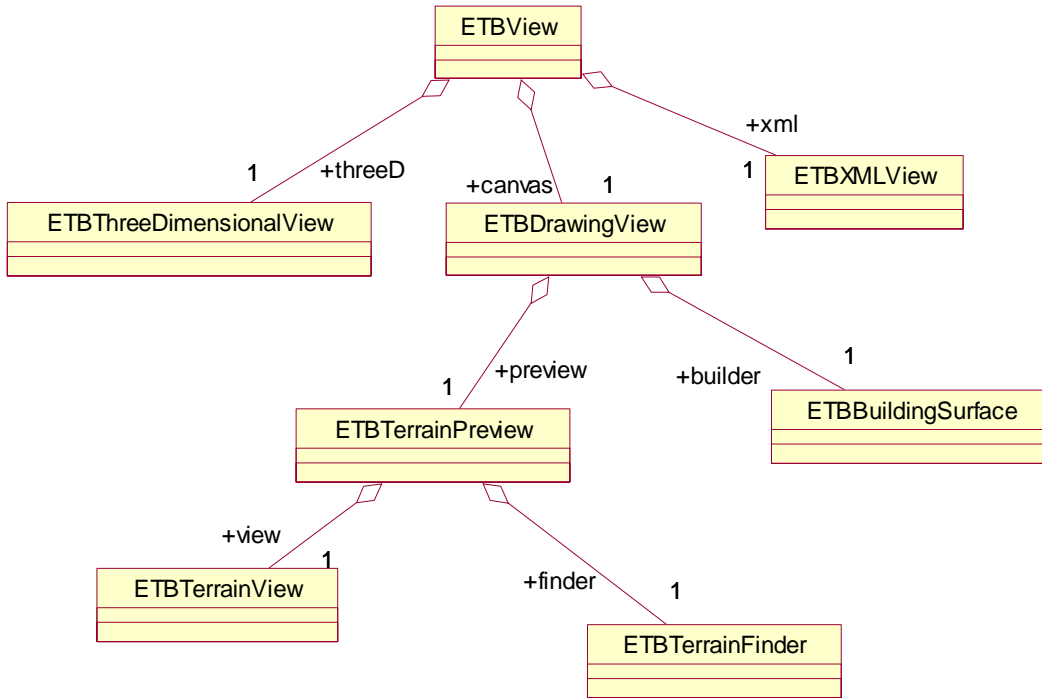 ETBView
+xml
1
+threeD
1
ETBXMLView
+canvas
1
ETBThreeDimensionalView
ETBDrawingView
+preview
1
+builder
1
ETBTerrainPreview
ETBBuildingSurface
+view
1
+finder
1
ETBTerrainView
ETBTerrainFinder